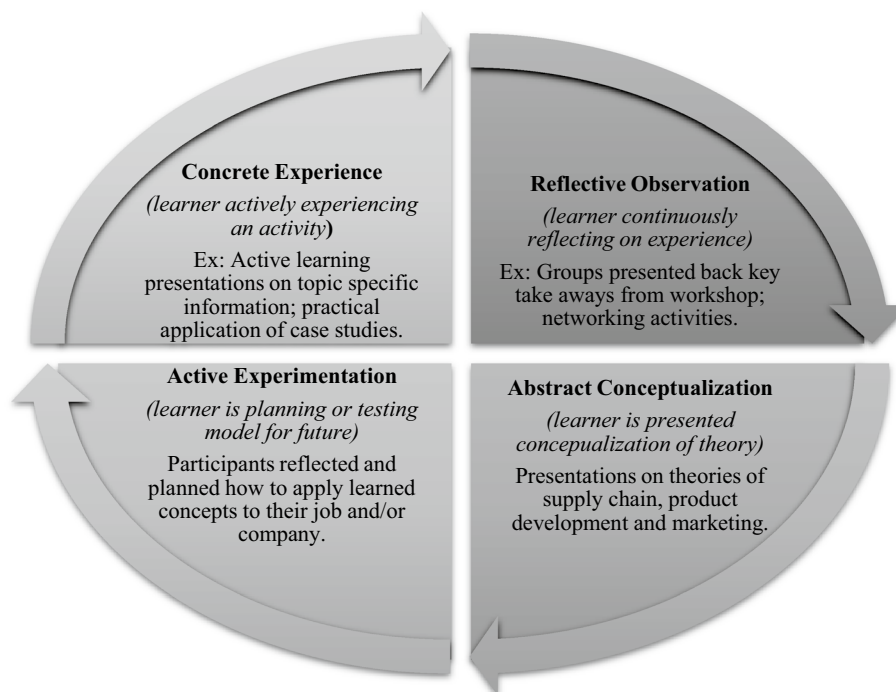 Concrete Experience
(learner actively experiencing
an activity)
Ex: Active learning
presentations on topic specific
information; practical
application of case studies.
Reflective Observation
(learner continuously
reflecting on experience)
Ex: Groups presented back key
take aways from workshop;
networking activities.
Active Experimentation
(learner is planning or testing
model for future)
Participants reflected and
planned how to apply learned
concepts to their job and/or
company.
Abstract Conceptualization
(learner is presented
concepualization of theory)
Presentations on theories of
supply chain, product
development and marketing.